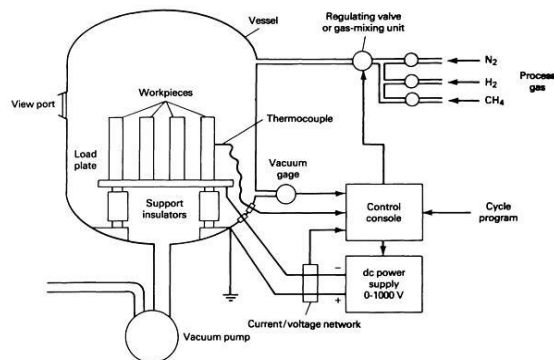 Vessel
Regulating valve
or gas-mixing unit
N₂
H₂
CH₄
Process
gas
View port
Workpieces
Thermocouple
Load
plate
Vacuum
gage
Support
insulators
Control
console
Cycle
program
dc power
supply
0-1000 V
−
+
Current/voltage network
Vacuum pump